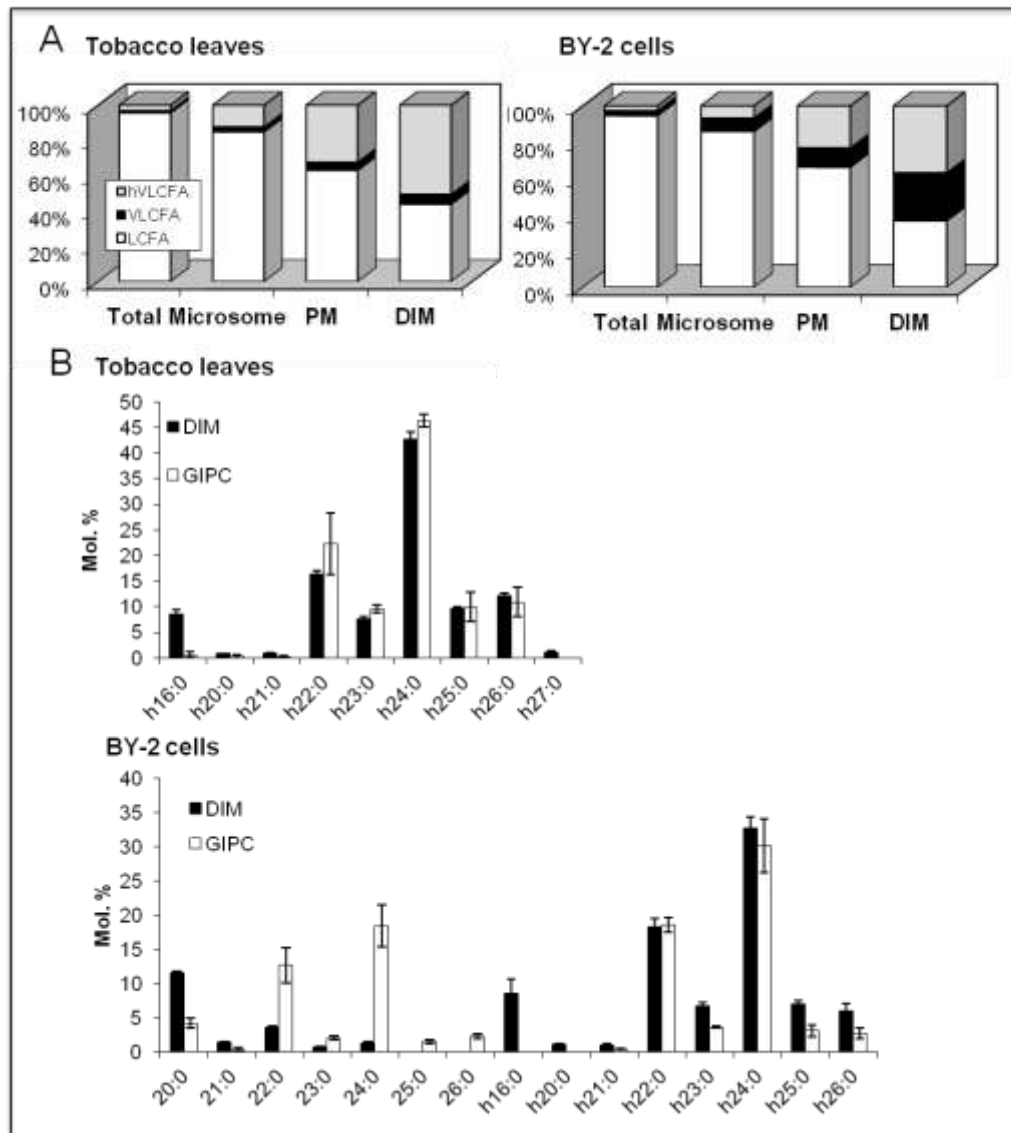 A Tobacco leaves
BY-2 cells
100%
80%
60%
40%
20%
0%
hVLCFA
VLCFA
LCFA
Total Microsome PM DIM
100%
80%
60%
40%
20%
0%
Total Microsome PM DIM
B Tobacco leaves
50
45
40
35
30
25
20
15
10
5
0
Mol. %
DIM
GIPC
h16:0
h20:0
h21:0
h22:0
h23:0
h24:0
h25:0
h26:0
h27:0
BY-2 cells
40
35
30
25
20
15
10
5
0
Mol. %
DIM
GIPC
20:0
21:0
22:0
23:0
24:0
25:0
26:0
h16:0
h20:0
h21:0
h22:0
h23:0
h24:0
h25:0
h26:0